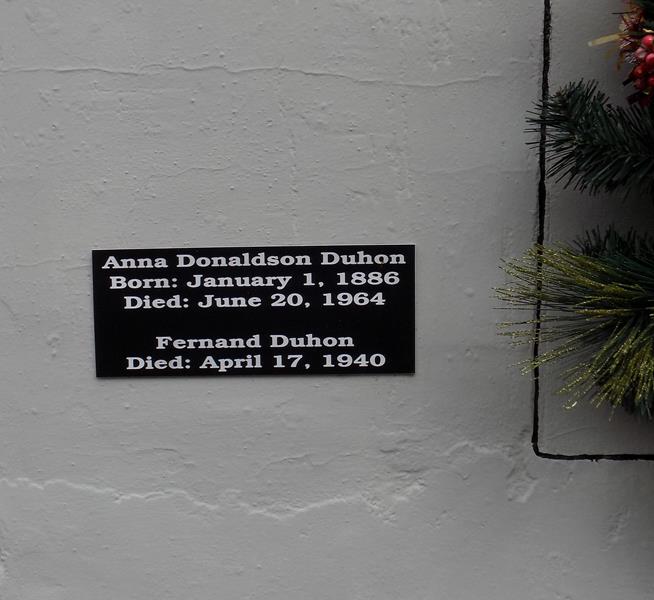 Anna Donaldson Duhon
Born: January 1, 1886
Died: June 20, 1964
Fernand Duhon
Died: April 17, 1940